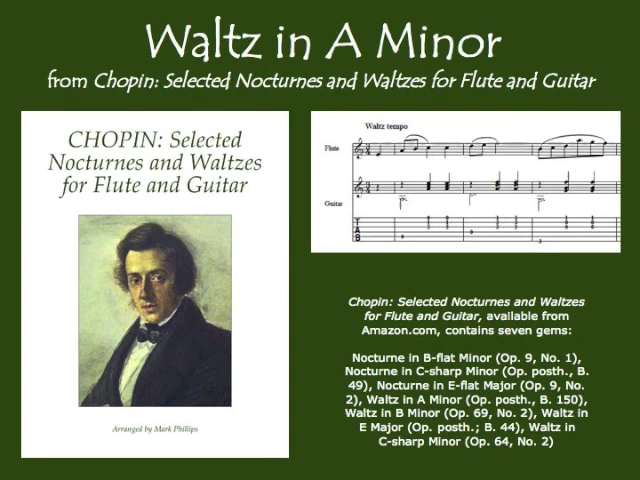 Waltz in A Minor
from Chopin: Selected Nocturnes and Waltzes for Flute and Guitar
CHOPIN: Selected
Nocturnes and Waltzes
for Flute and Guitar
Arranged by Mark Phillips
Waltz tempo
Flute
Guitar
T
A
B
Chopin: Selected Nocturnes and Waltzes
for Flute and Guitar, available from
Amazon.com, contains seven gems:
Nocturne in B-flat Minor (Op. 9, No. 1),
Nocturne in C-sharp Minor (Op. posth., B.
49), Nocturne in E-flat Major (Op. 9, No.
2), Waltz in A Minor (Op. posth., B. 150),
Waltz in B Minor (Op. 69, No. 2), Waltz in
E Major (Op. posth.; B. 44), Waltz in
C-sharp Minor (Op. 64, No. 2)